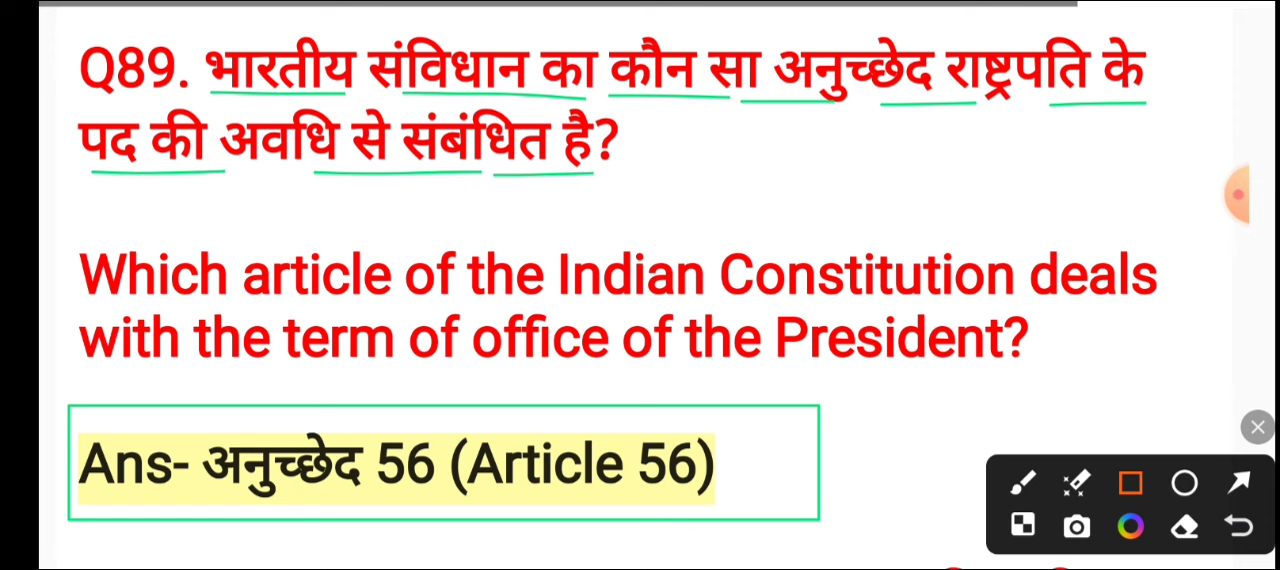 Q89. भारतीय संविधान का कौन सा अनुच्छेद राष्ट्रपति के
पद की अवधि से संबंधित है?
Which article of the Indian Constitution deals
with the term of office of the President?
Ans- अनुच्छेद 56 (Article 56)